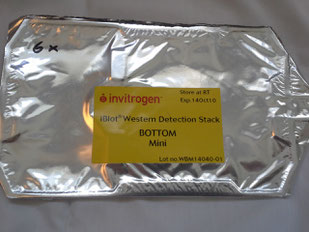 6x
invitrogen
Store at RT
Exp.14Oct10
iBlot® Western Detection Stack
BOTTOM
Mini
Lot no.WBM14040-01